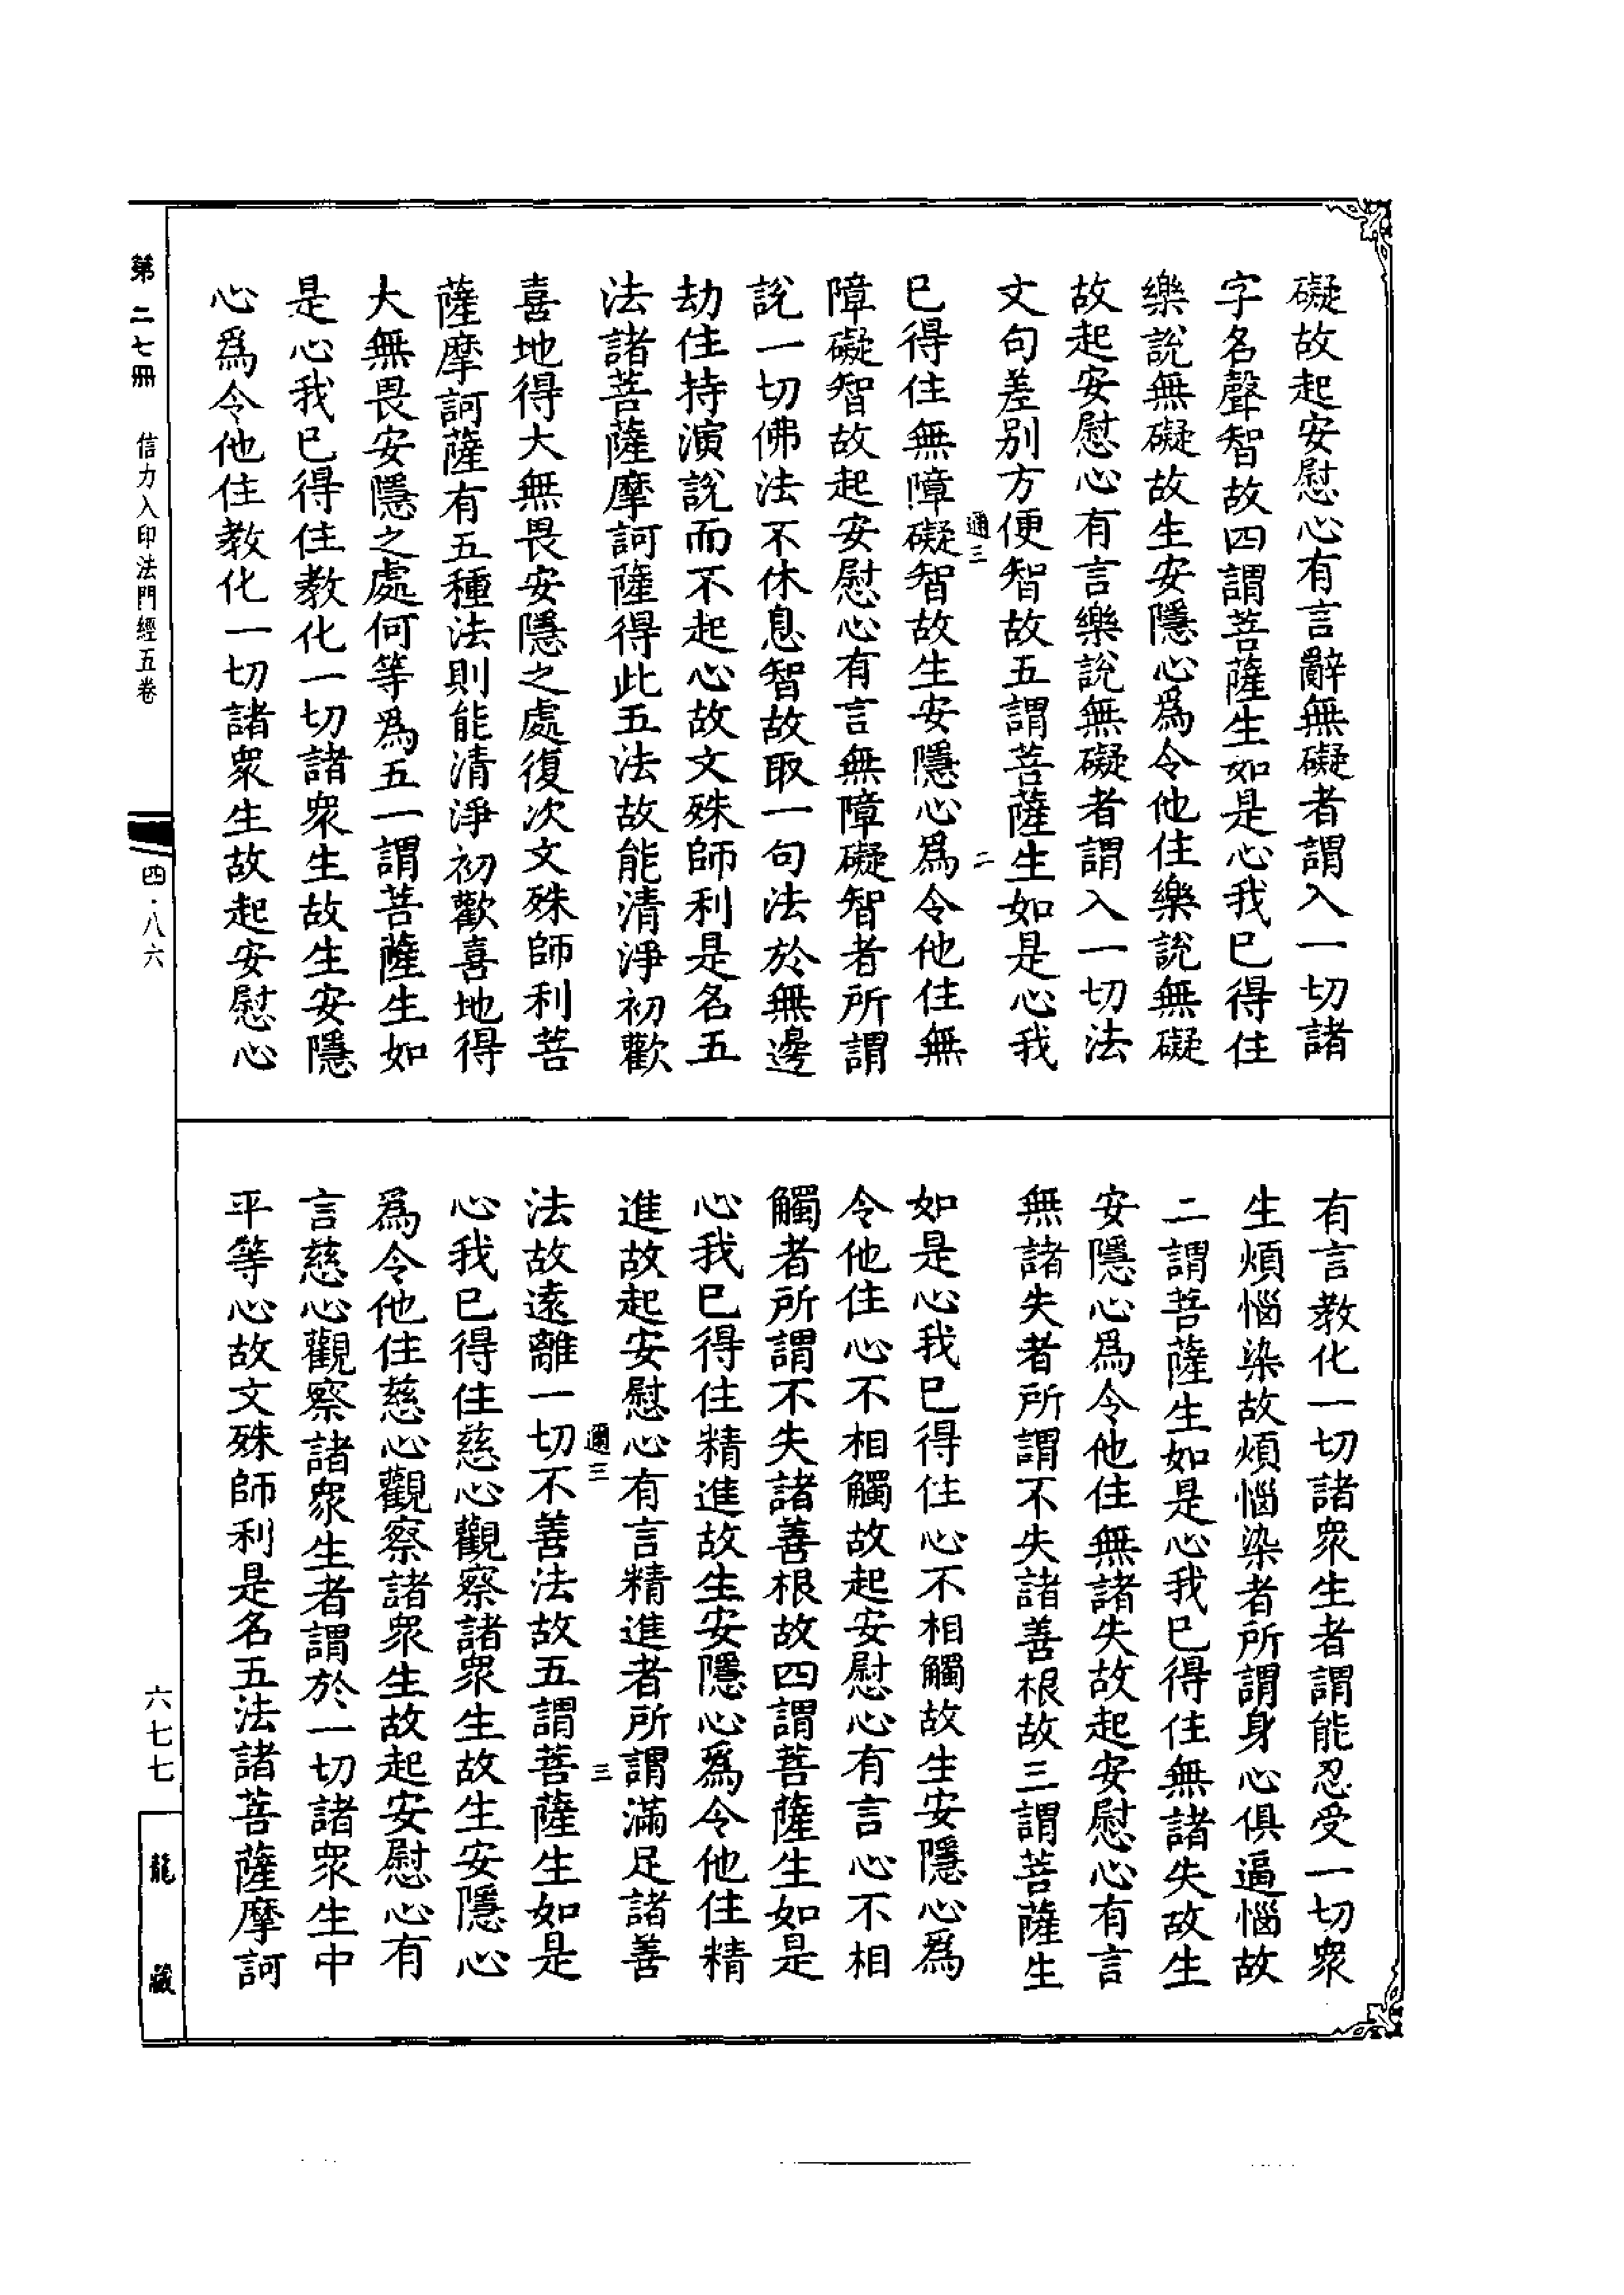 礙故起安慰心有言辭無礙者謂入一切諸
字名聲智故四謂菩薩生如是心我已得住
樂說無礙故生安隱心爲令他住樂說無礙
故起安慰心有言樂說無礙者謂入一切法
文句差别方便智故五謂菩薩生如是心我
通三 二
已得住無障礙智故生安隱心爲令他住無
障礙智故起安慰心有言無障礙智者所謂
說一切佛法不休息智故取一句法於無邊
劫住持演說而不起心故文殊師利是名五
法諸菩薩摩訶薩得此五法故能清淨初歡
喜地得大無畏安隱之處復次文殊師利菩
薩摩訶薩有五種法則能清淨初歡喜地得
大無畏安隱之處何等爲五一謂菩薩生如
是心我已得住教化一切諸衆生故生安隱
心爲令他住教化一切諸衆生故起安慰心
有言教化一切諸衆生者謂能忍受一切衆
生煩惱染故煩惱染者所謂身心俱逼惱故
二謂菩薩生如是心我已得住無諸失故生
安隱心爲令他住無諸失故起安慰心有言
無諸失者所謂不失諸善根故三謂菩薩生
如是心我已得住心不相觸故生安隱心爲
令他住心不相觸故起安慰心有言心不相
觸者所謂不失諸善根故四謂菩薩生如是
心我已得住精進故生安隱心爲令他住精
進故起安慰心有言精進者所謂滿足諸善
通三 三
法故遠離一切不善法故五謂菩薩生如是
心我已得住慈心觀察諸衆生故生安隱心
爲令他住慈心觀察諸衆生故起安慰心有
言慈心觀察諸衆生者謂於一切諸衆生中
平等心故文殊師利是名五法諸菩薩摩訶
第二七冊 信力入印法門經五卷
四·八六
六七七
龍藏